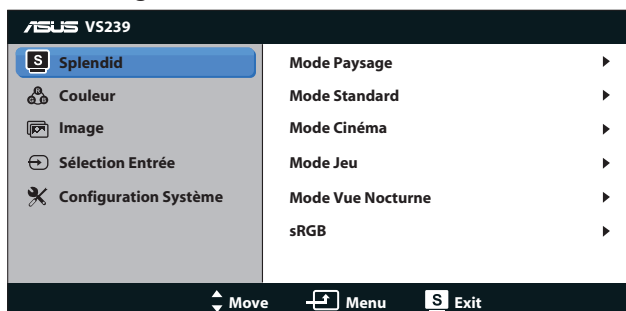 ASUS VS239
S Splendid
Couleur
Image
Sélection Entrée
Configuration Système
Mode Paysage
Mode Standard
Mode Cinéma
Mode Jeu
Mode Vue Nocturne
sRGB
Move Menu S Exit